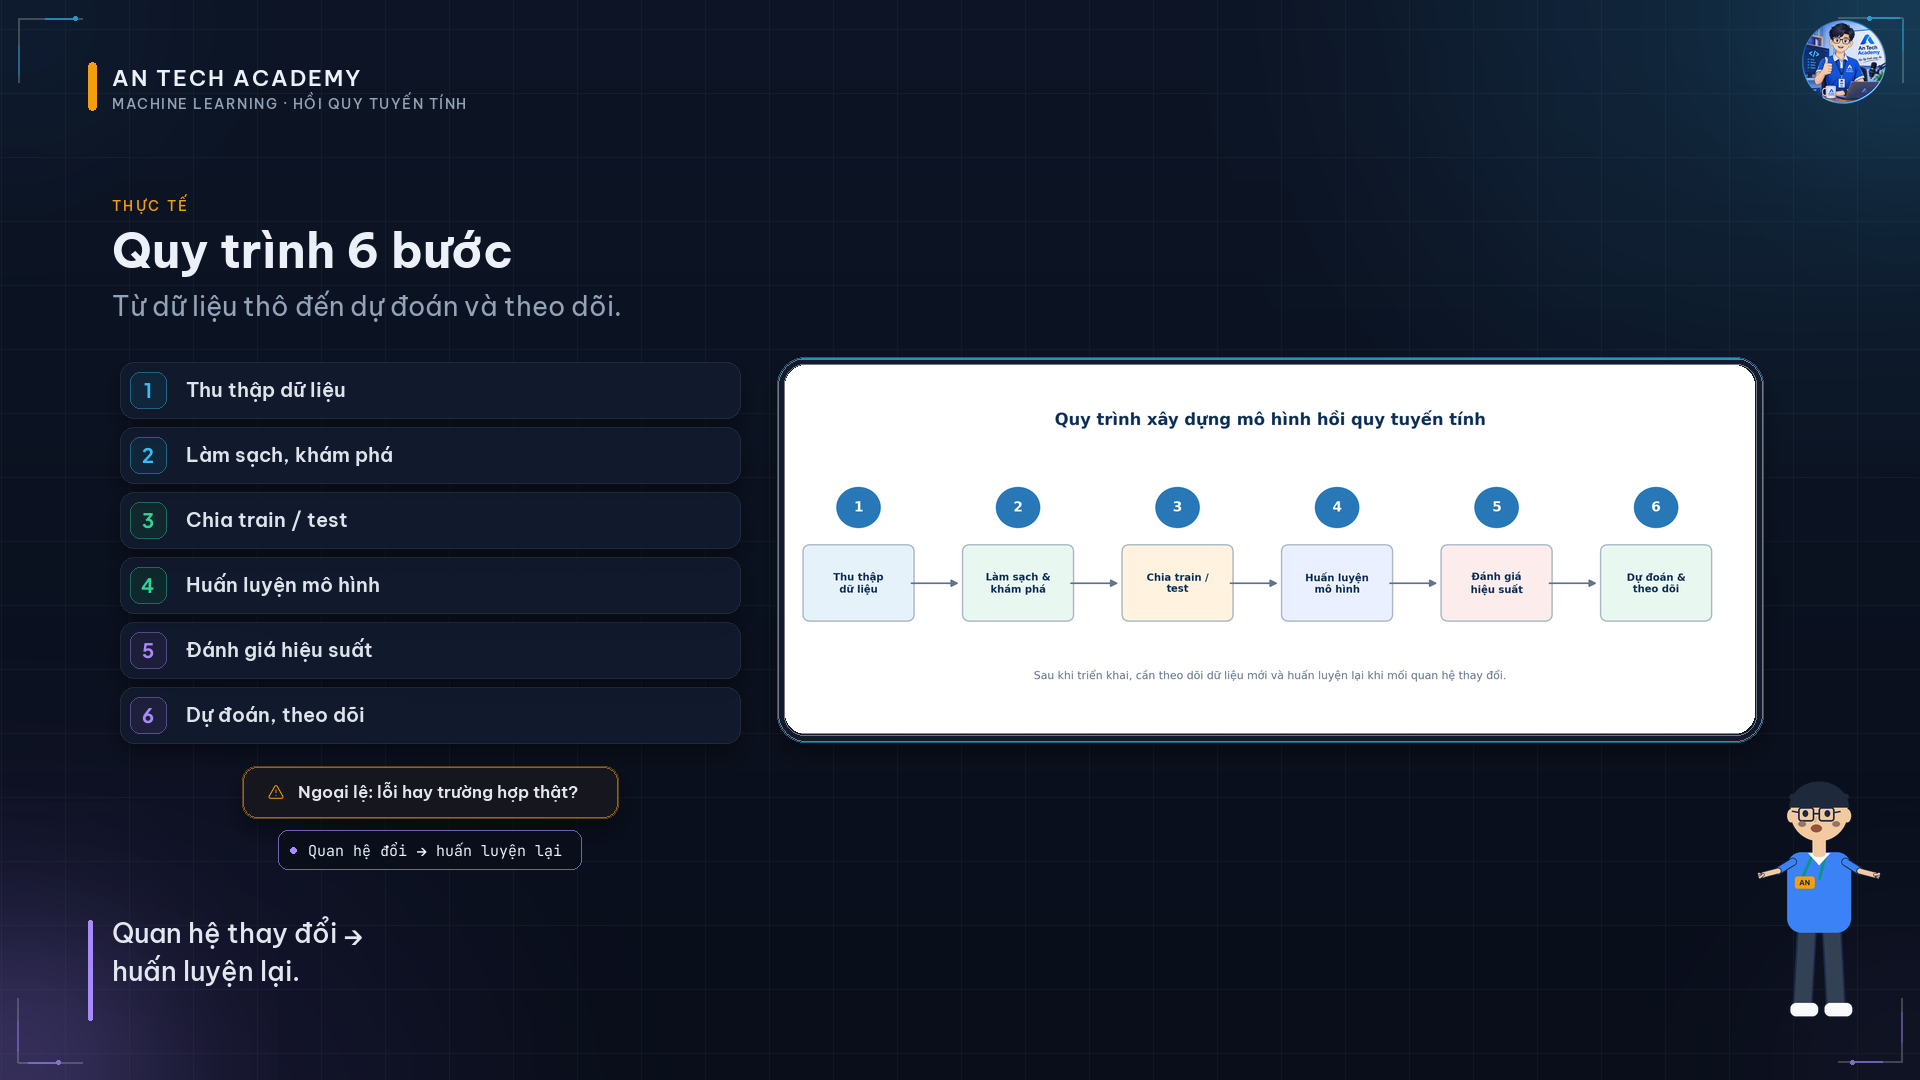 AN TECH ACADEMY
MACHINE LEARNING · HỒI QUY TUYẾN TÍNH
An Tech
Academy
THỰC TẾ
Quy trình 6 bước
Từ dữ liệu thô đến dự đoán và theo dõi.
1 Thu thập dữ liệu
2 Làm sạch, khám phá
3 Chia train / test
4 Huấn luyện mô hình
5 Đánh giá hiệu suất
6 Dự đoán, theo dõi
Ngoại lệ: lỗi hay trường hợp thật?
Quan hệ đổi → huấn luyện lại
Quy trình xây dựng mô hình hồi quy tuyến tính
1 2 3 4 5 6
Thu thập
dữ liệu
Làm sạch &
khám phá
Chia train /
test
Huấn luyện
mô hình
Đánh giá
hiệu suất
Dự đoán &
theo dõi
Sau khi triển khai, cần theo dõi dữ liệu mới và huấn luyện lại khi mối quan hệ thay đổi.
AN
Quan hệ thay đổi →
huấn luyện lại.